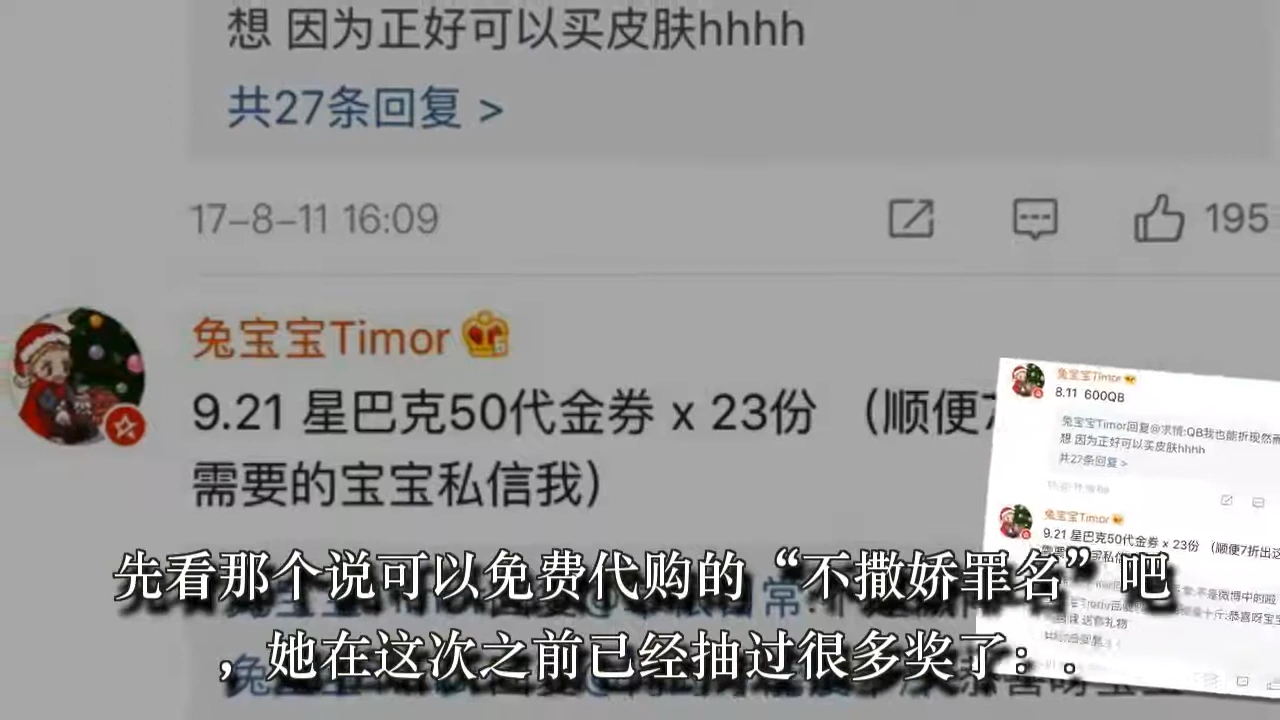 想 因为正好可以买皮肤hhhh
共27条回复 >
17-8-11 16:09
195
兔宝宝Timor
9.21 星巴克50代金券 x 23份 （顺便7
需要的宝宝私信我）
兔宝宝Timor
8.11 600QB
兔宝宝Timor回复@求情:QB我也能折现然
想 因为正好可以买皮肤hhhh
共27条回复 >
兔宝宝Timor
9.21 星巴克50代金券 x 23份 （顺便7折出这
先看那个说可以免费代购的“不撒娇罪名”吧
，她在这次之前已经抽过很多奖了：.